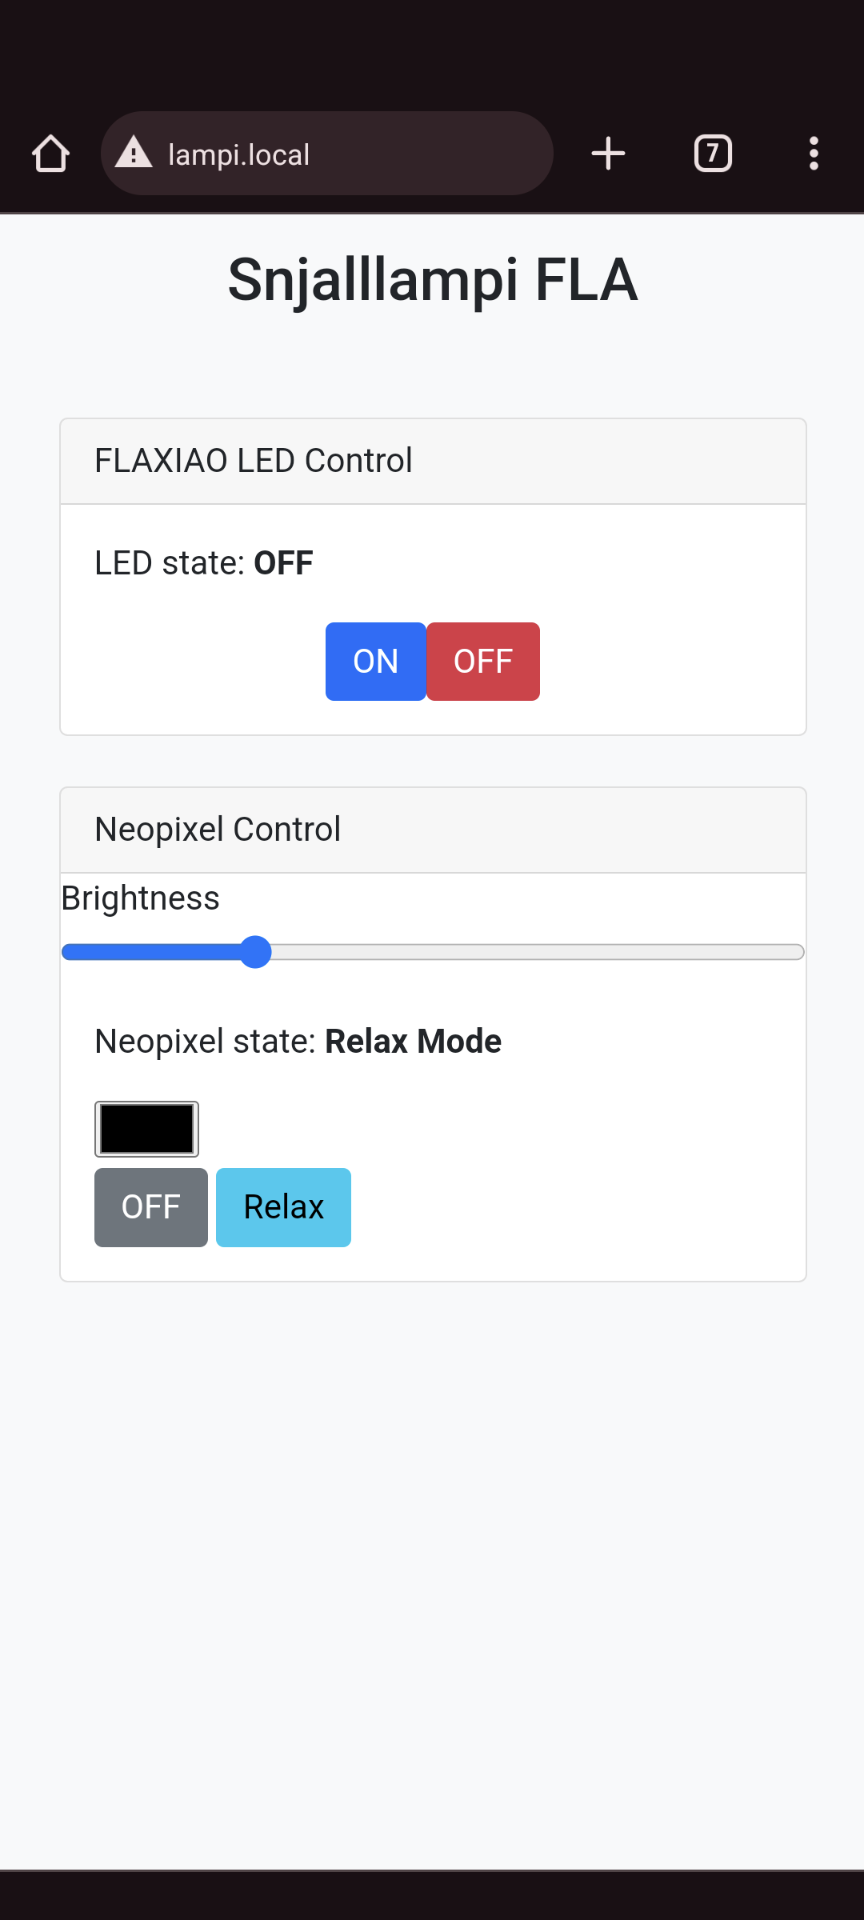 lampi.local
7
Snjalllampi FLA
FLAXIAO LED Control
LED state: OFF
ON OFF
Neopixel Control
Brightness
Neopixel state: Relax Mode
OFF Relax